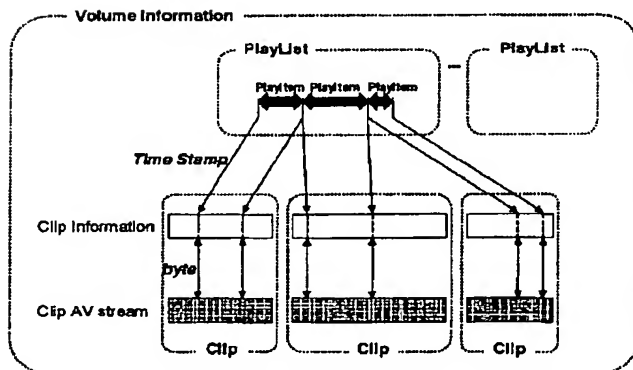 Volume Information
PlayList
PlayList
PlayItem PlayItem PlayItem
Time Stamp
Clip Information
byte
Clip AV stream
Clip
Clip
Clip